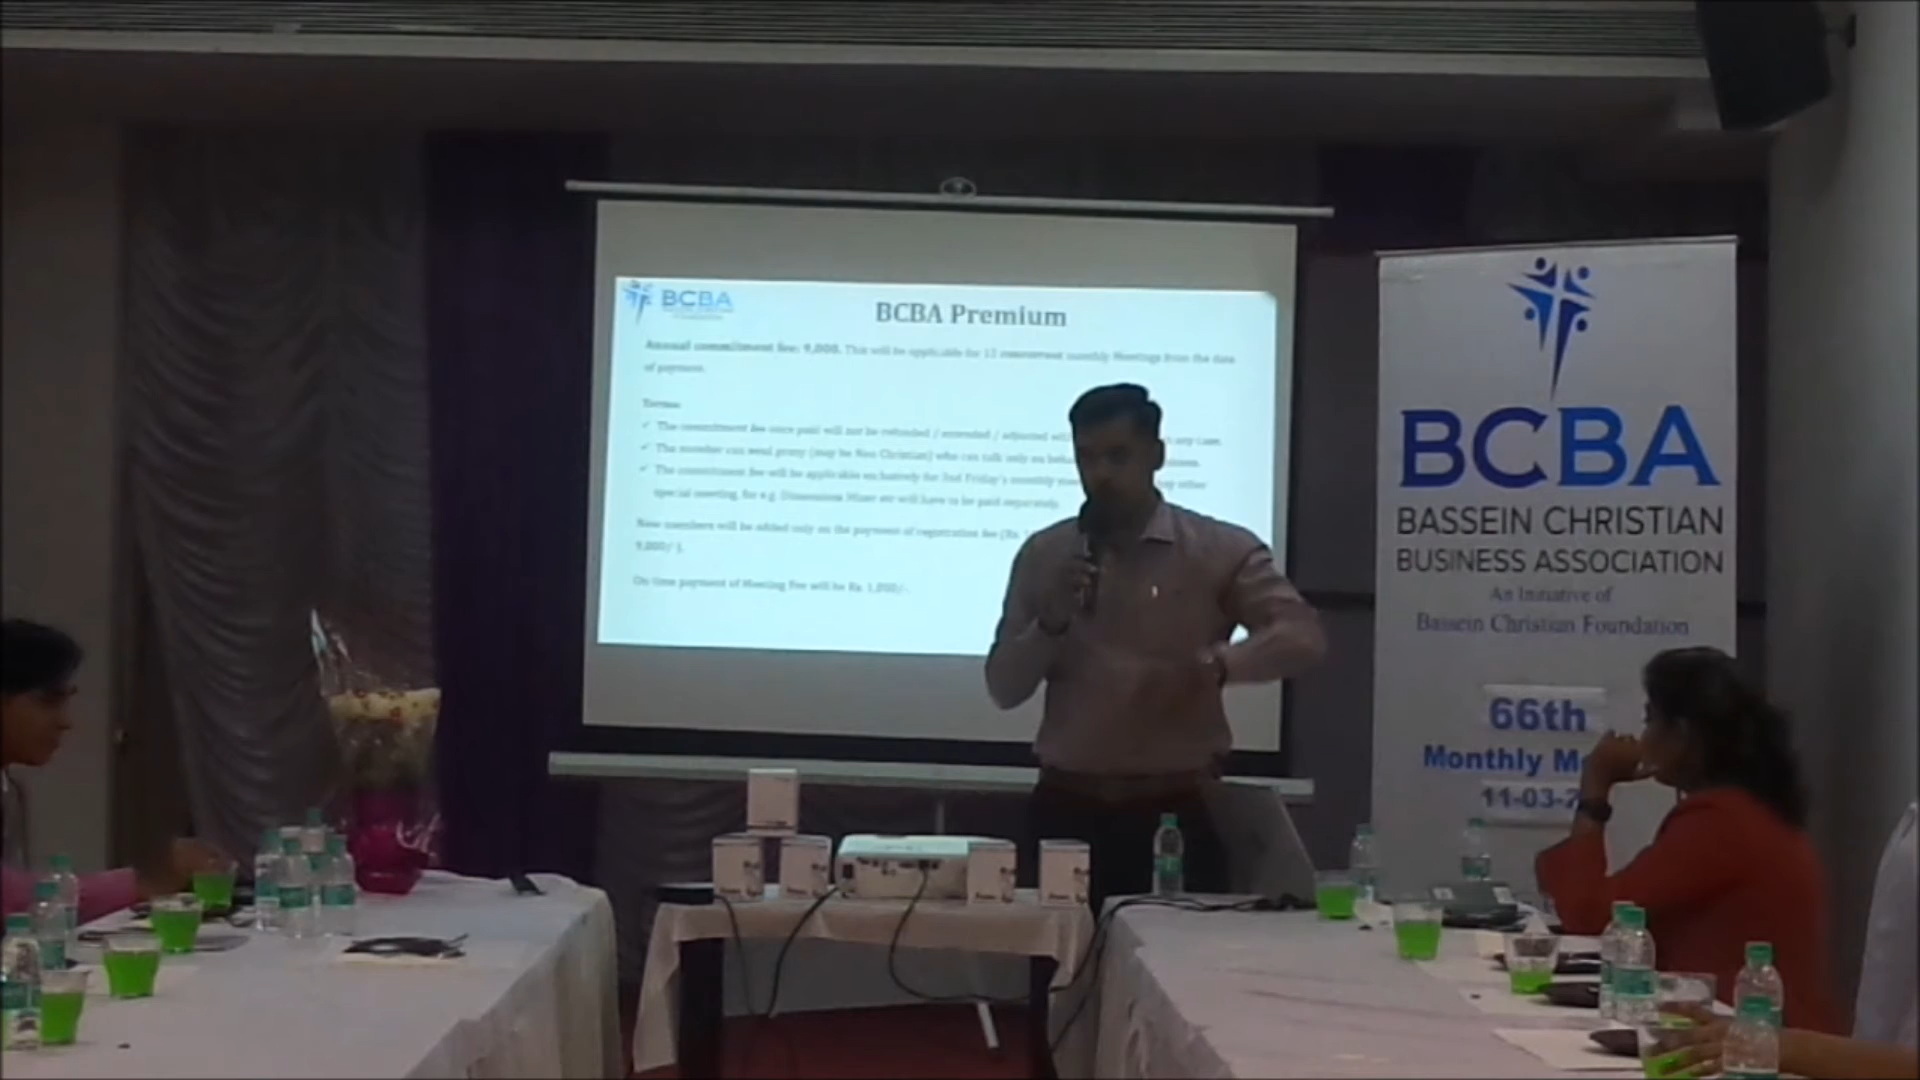 BCBA
BCBA Premium
Annual commitment fee: 9,000. This will be applicable for 12 concurrent monthly Meetings from the date
of payment.
Terms:
✓ The commitment fee once paid will not be refunded / amended / adjusted any case.
✓ The member can send proxy (may be Non Christian) who can talk only on
✓ The commitment fee will be applicable exclusively for 2nd Friday's monthly other
special meeting, for e.g. Dimensions Mixer etc will have to be paid separately.
New members will be added only on the payment of registration fee (Rs.
9,000/-).
On time payment of Meeting Fee will be Rs. 1,000/-.
BCBA
BASSEIN CHRISTIAN
BUSINESS ASSOCIATION
An Initiative of
Bassein Christian Foundation
66th
Monthly
11-03-